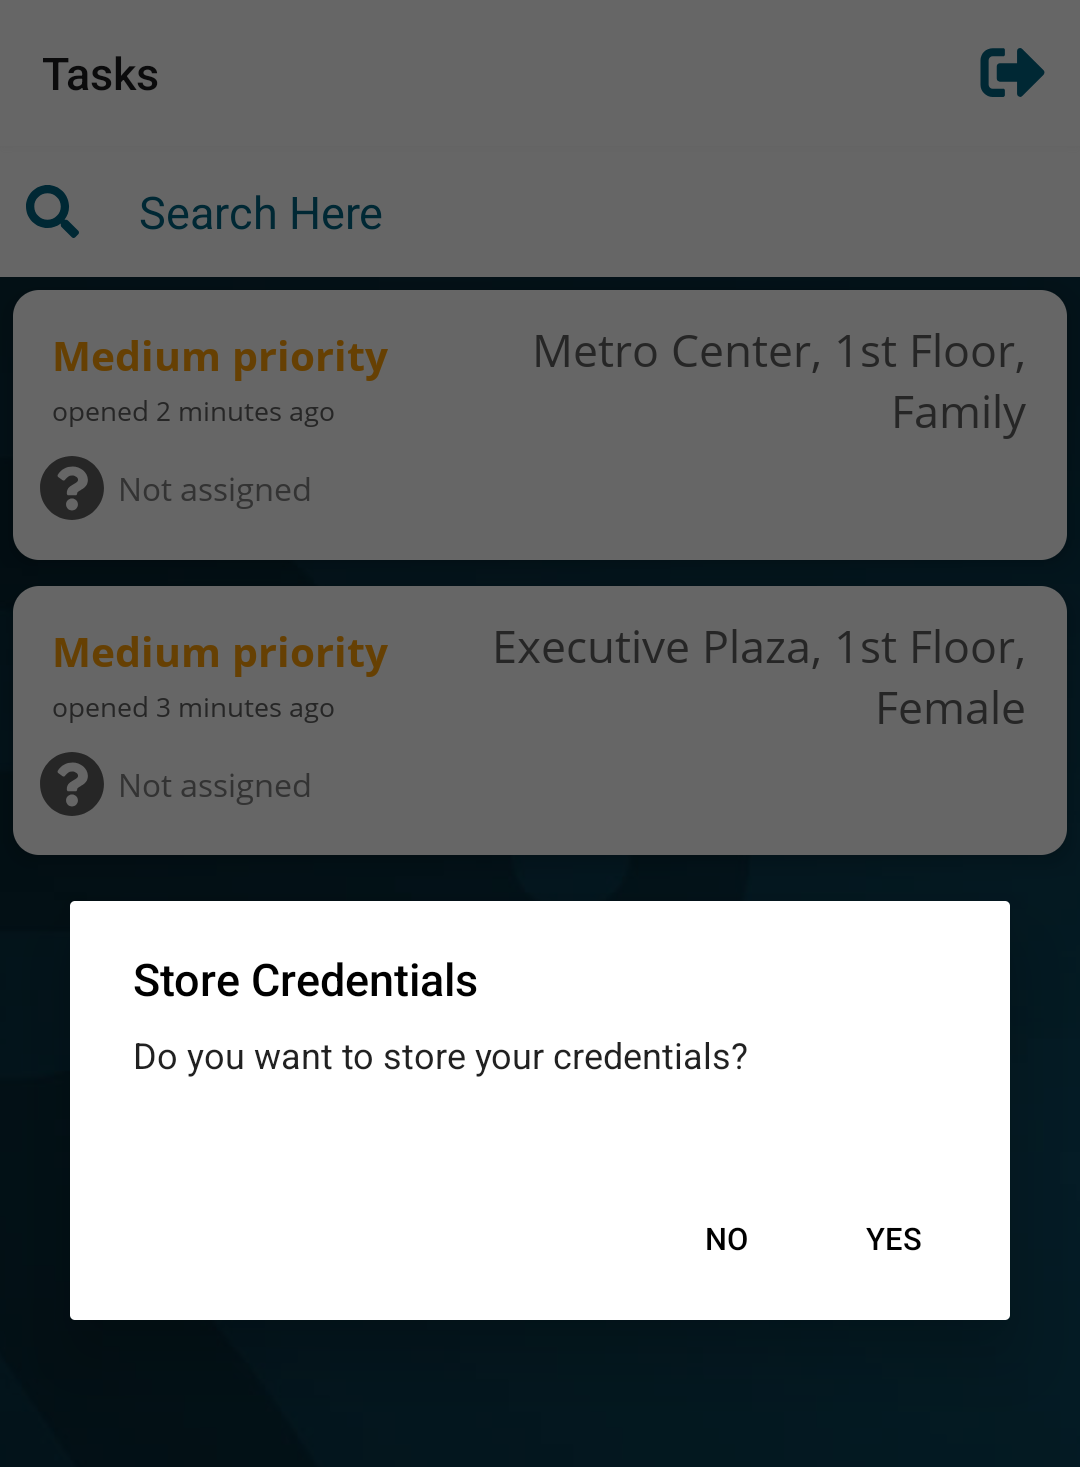 Tasks
Search Here
Medium priority
Metro Center, 1st Floor,
Family
opened 2 minutes ago
Not assigned
Medium priority
Executive Plaza, 1st Floor,
Female
opened 3 minutes ago
Not assigned
Store Credentials
Do you want to store your credentials?
NO YES